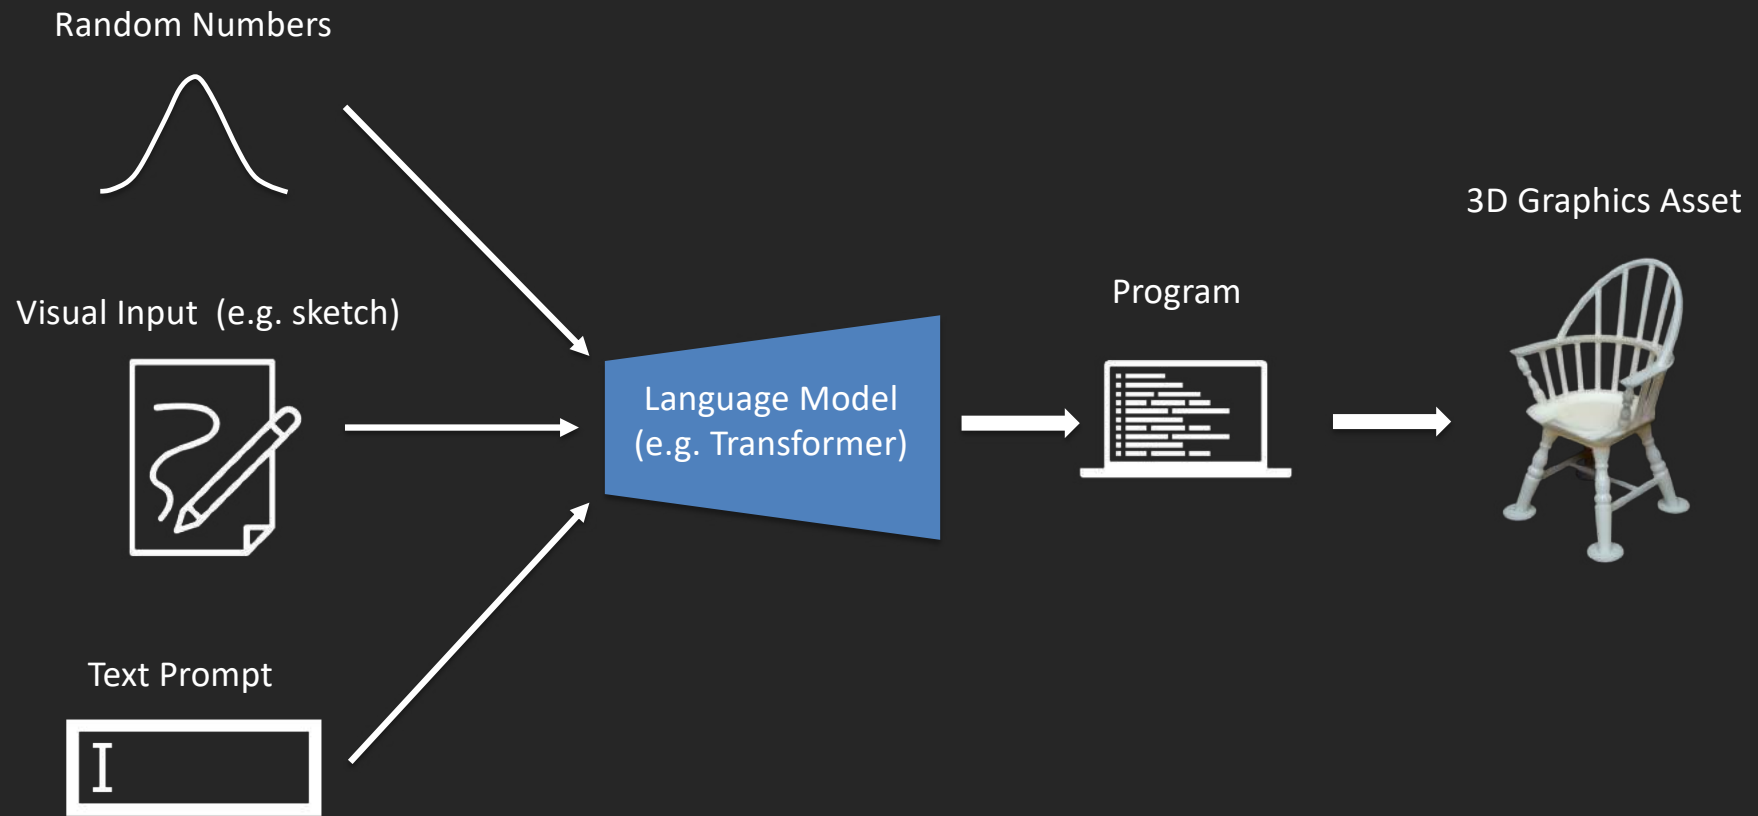 Random Numbers
Visual Input  (e.g. sketch)
Text Prompt
Language Model
(e.g. Transformer)
Program
3D Graphics Asset